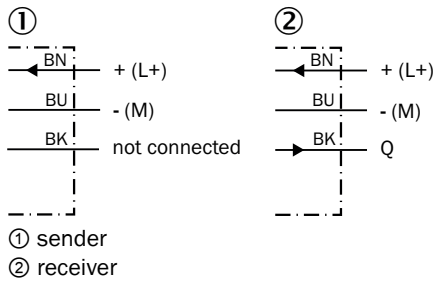 ① ②
BN + (L+) BN + (L+)
BU - (M) BU - (M)
BK not connected BK Q
① sender
② receiver